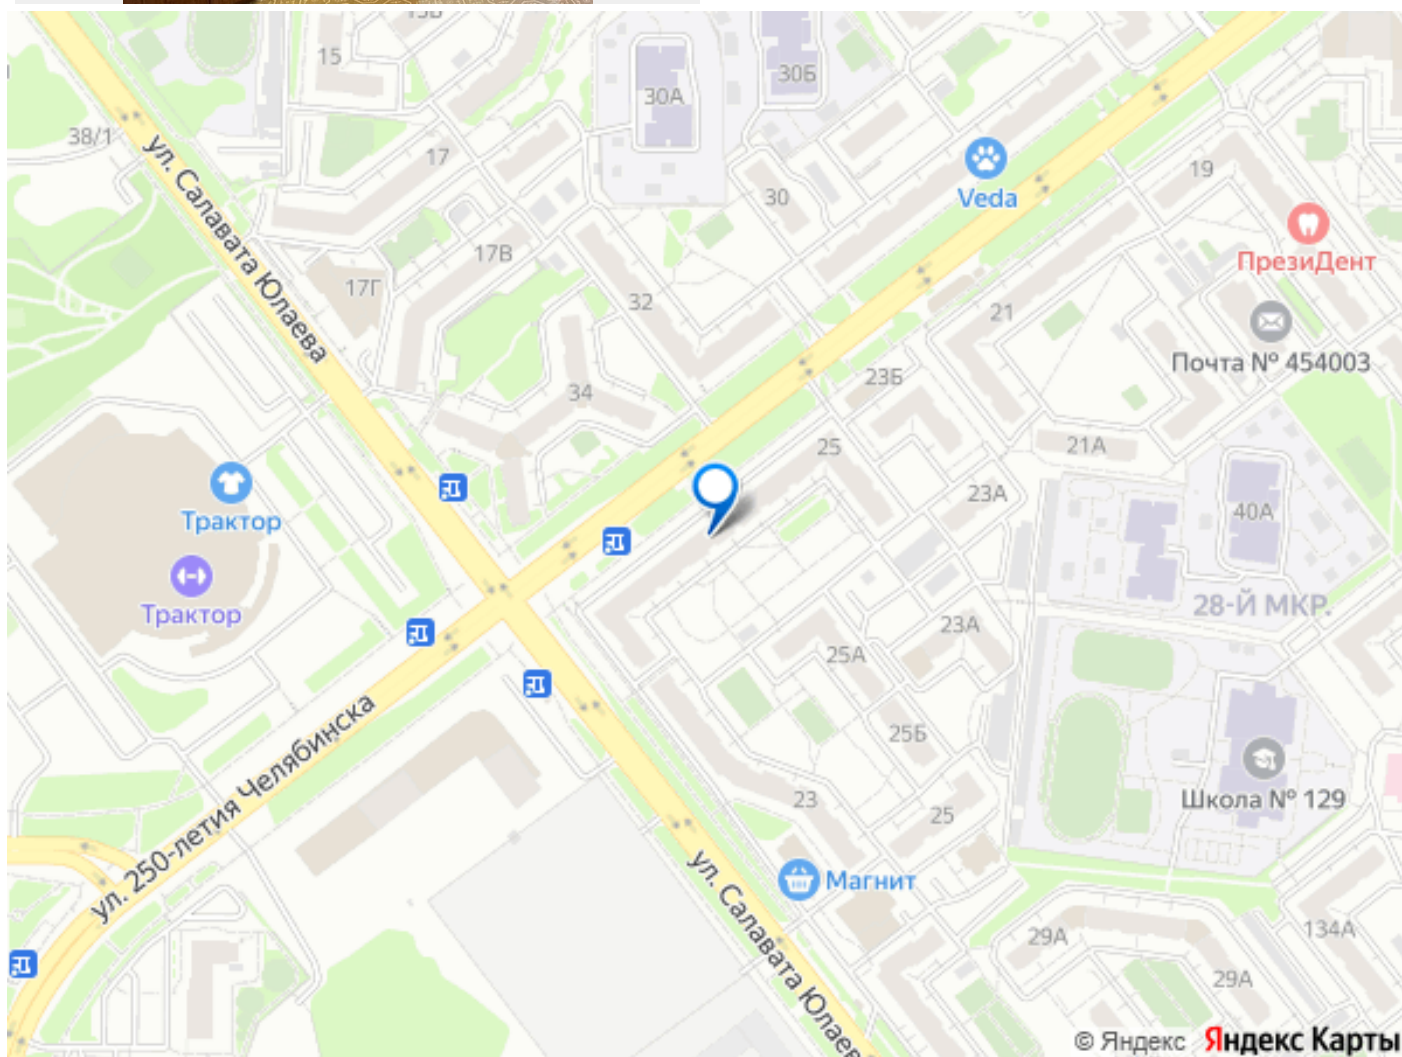 15В
15
30Б
30А
38/1
17
ул. Салавата Юлаева
30
Veda
19
ПрезиДент
17В
17Г
32
21
Почта № 454003
23Б
34
25
21А
23А
40А
Трактор
Трактор
28-Й МКР.
23А
25А
25Б
ул. 250-летия Челябинска
23
25
Школа № 129
Магнит
ул. Салавата Юлаев
29А
134А
29А
© Яндекс Яндекс Карты